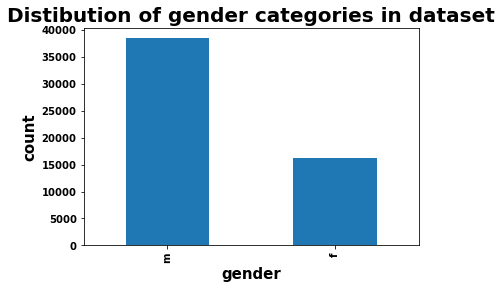 Distibution of gender categories in dataset
40000
35000
30000
25000
20000
15000
10000
5000
0
count
m
f
gender